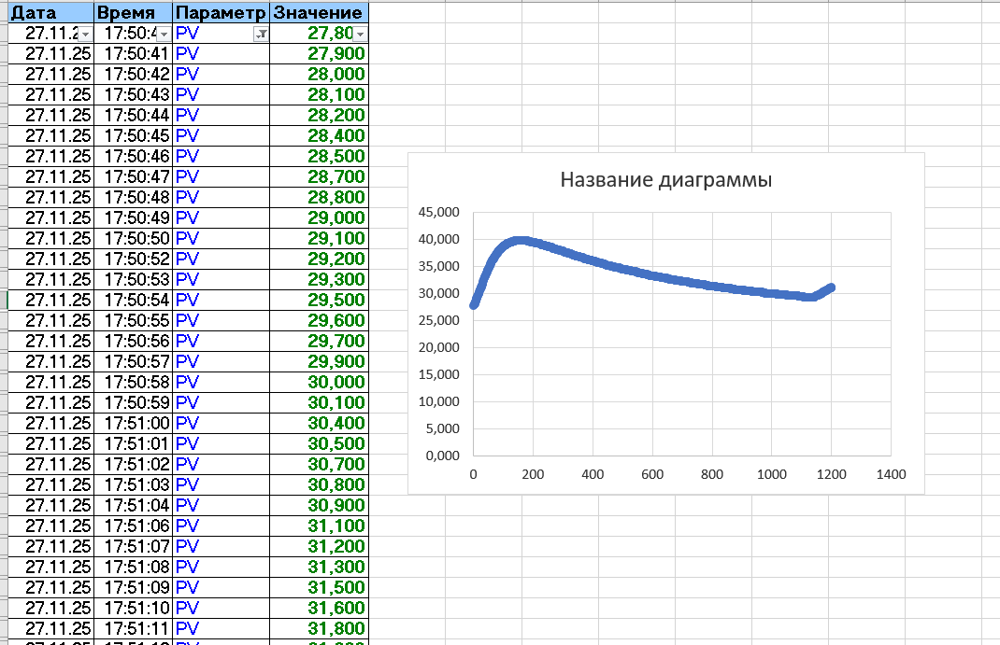 Дата Время Параметр Значение
27.11.2 17:50:4 PV 27,80
27.11.25 17:50:41 PV 27,900
27.11.25 17:50:42 PV 28,000
27.11.25 17:50:43 PV 28,100
27.11.25 17:50:44 PV 28,200
27.11.25 17:50:45 PV 28,400
27.11.25 17:50:46 PV 28,500
27.11.25 17:50:47 PV 28,700
27.11.25 17:50:48 PV 28,800
27.11.25 17:50:49 PV 29,000
27.11.25 17:50:50 PV 29,100
27.11.25 17:50:52 PV 29,200
27.11.25 17:50:53 PV 29,300
27.11.25 17:50:54 PV 29,500
27.11.25 17:50:55 PV 29,600
27.11.25 17:50:56 PV 29,700
27.11.25 17:50:57 PV 29,900
27.11.25 17:50:58 PV 30,000
27.11.25 17:50:59 PV 30,100
27.11.25 17:51:00 PV 30,400
27.11.25 17:51:01 PV 30,500
27.11.25 17:51:02 PV 30,700
27.11.25 17:51:03 PV 30,800
27.11.25 17:51:04 PV 30,900
27.11.25 17:51:06 PV 31,100
27.11.25 17:51:07 PV 31,200
27.11.25 17:51:08 PV 31,300
27.11.25 17:51:09 PV 31,500
27.11.25 17:51:10 PV 31,600
27.11.25 17:51:11 PV 31,800
Название диаграммы
45,000
40,000
35,000
30,000
25,000
20,000
15,000
10,000
5,000
0,000
0 200 400 600 800 1000 1200 1400